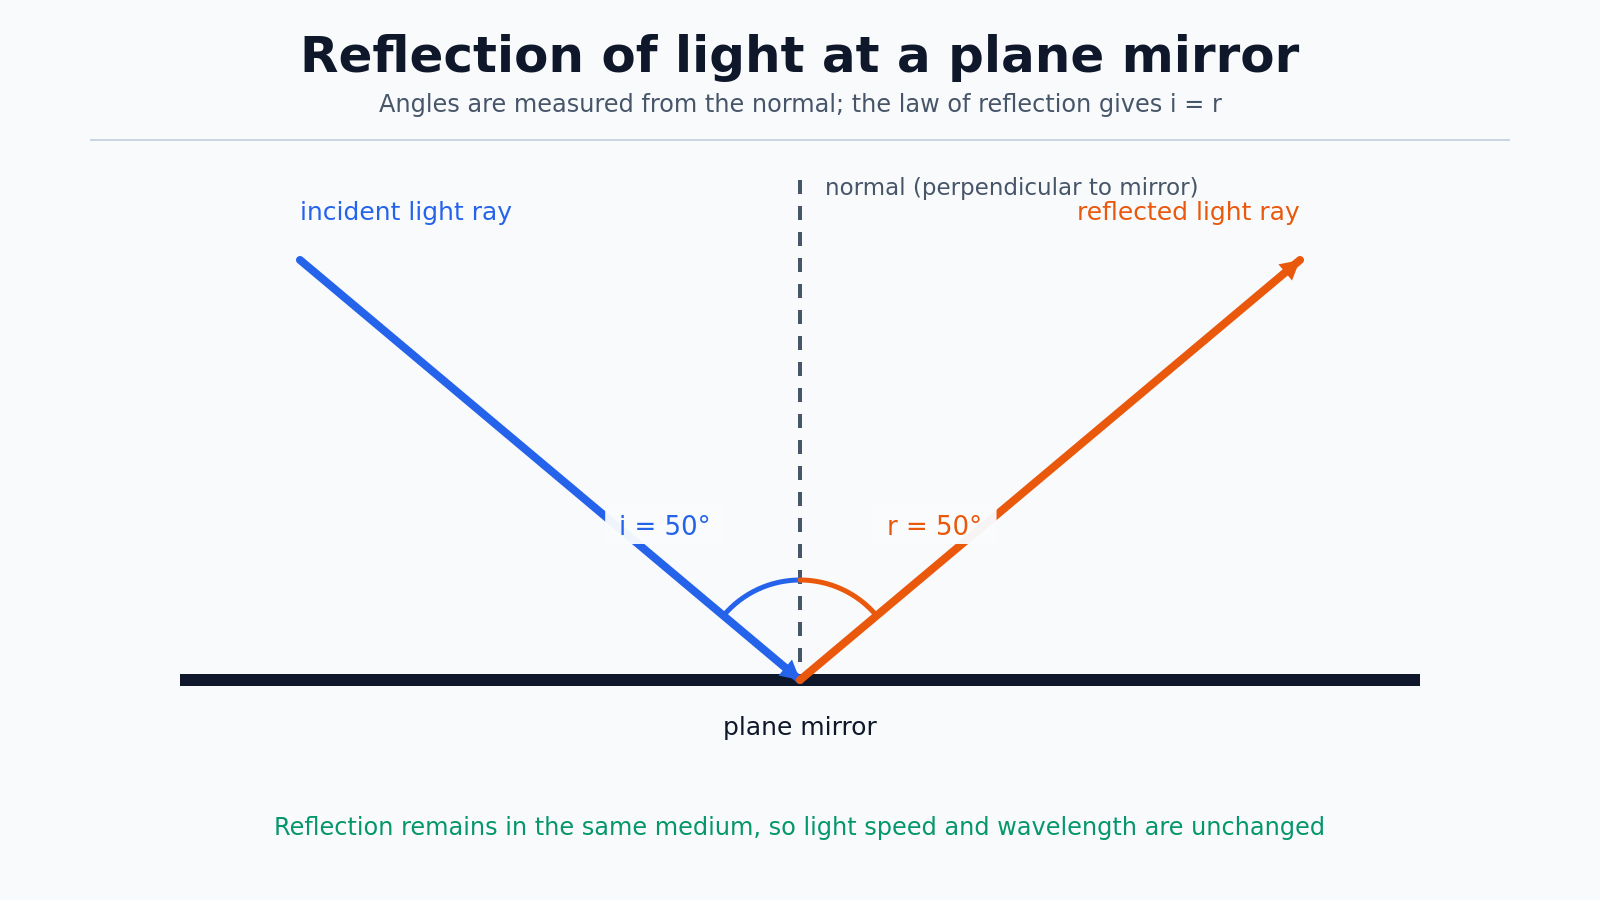 Reflection of light at a plane mirror
Angles are measured from the normal; the law of reflection gives i = r
normal (perpendicular to mirror)
incident light ray
reflected light ray
i = 50°
r = 50°
plane mirror
Reflection remains in the same medium, so light speed and wavelength are unchanged